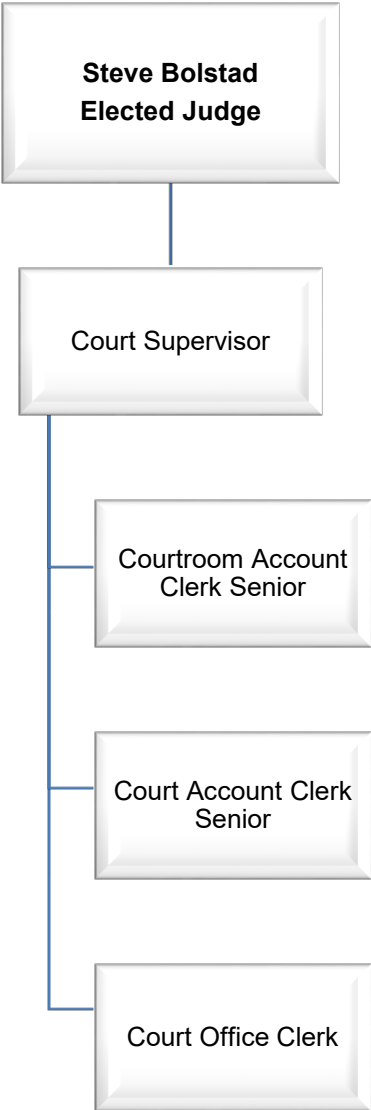 Steve Bolstad
Elected Judge
Court Supervisor
Courtroom Account
Clerk Senior
Court Account Clerk
Senior
Court Office Clerk